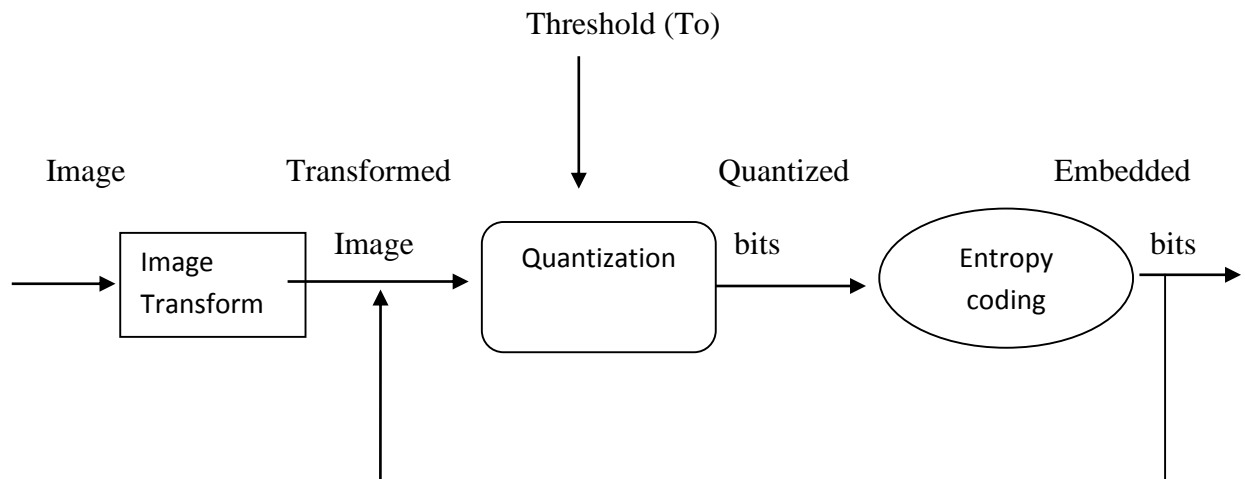 Threshold (To)
Image Transformed Quantized Embedded
Image bits bits
Image
Transform
Quantization
Entropy
coding